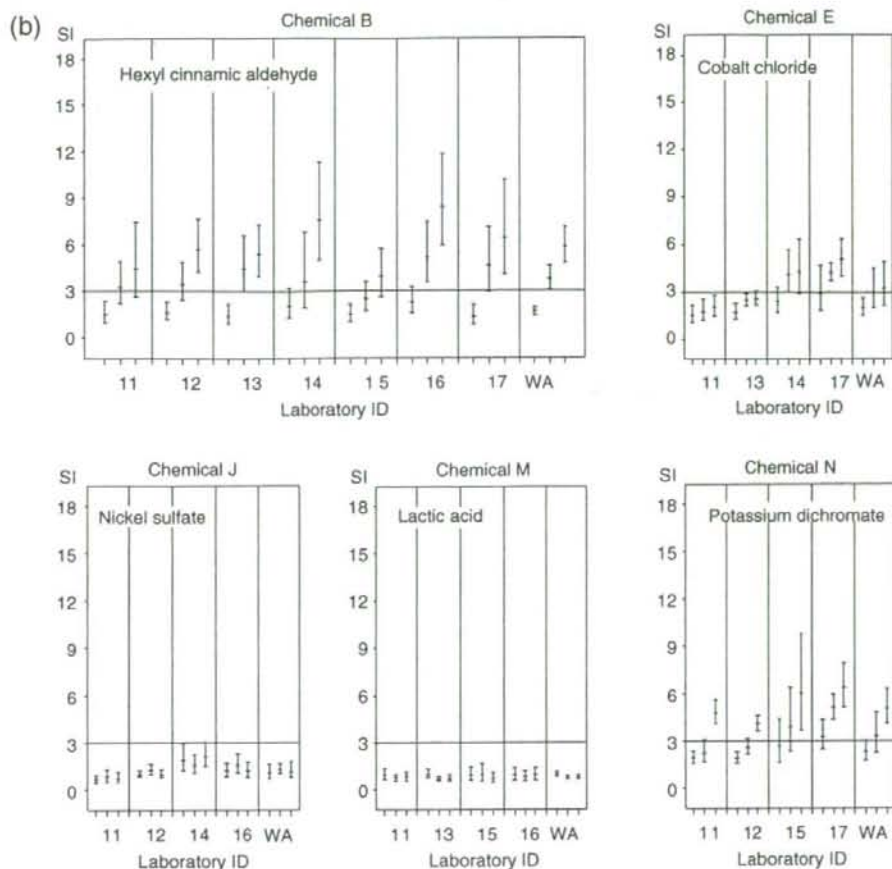 (b)
Chemical B
SI
18
15
12
9
6
3
0
Hexyl cinnamic aldehyde
11 12 13 14 15 16 17 WA
Laboratory ID
Chemical E
SI
18
15
12
9
6
3
0
Cobalt chloride
11 13 14 17 WA
Laboratory ID
Chemical J
SI
18
15
12
9
6
3
0
Nickel sulfate
11 12 14 16 WA
Laboratory ID
Chemical M
SI
18
15
12
9
6
3
0
Lactic acid
11 13 15 16 WA
Laboratory ID
Chemical N
SI
18
15
12
9
6
3
0
Potassium dichromate
11 12 15 17 WA
Laboratory ID